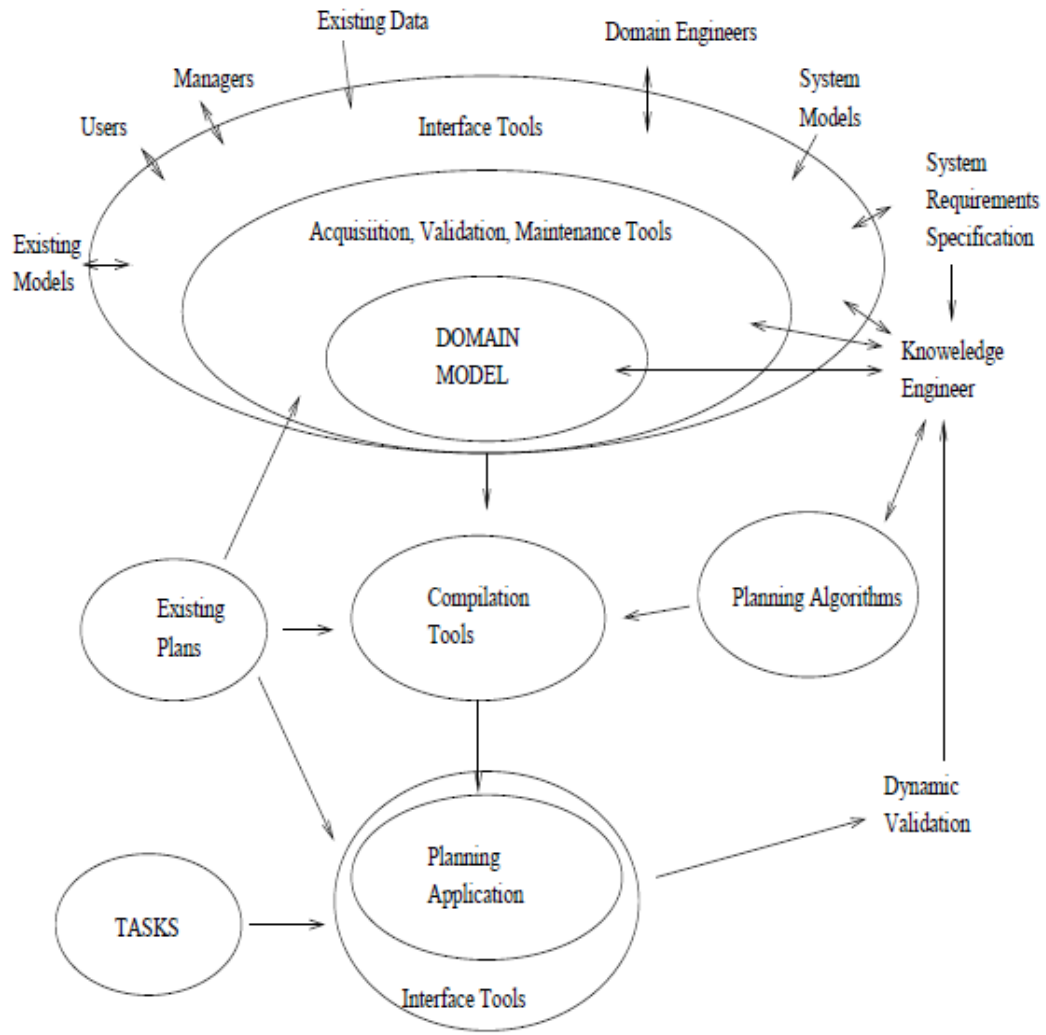 Existing Data
Domain Engineers
Managers
System
Models
Users
Interface Tools
System
Requirements
Specification
Acquisiition, Validation, Maintenance Tools
Existing
Models
DOMAIN
MODEL
Knoweledge
Engineer
Existing
Plans
Compilation
Tools
Planning Algorithms
Dynamic
Validation
Planning
Application
TASKS
Interface Tools